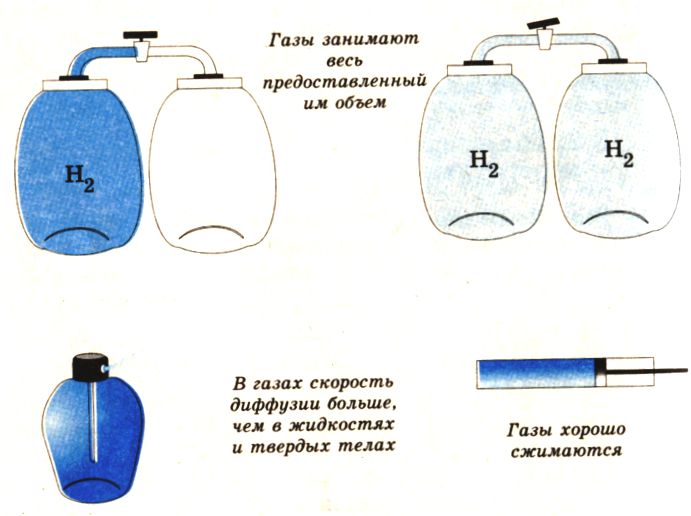 Газы занимают
весь
предоставленный
им объем
H₂
H₂
H₂
В газах скорость
диффузии больше,
чем в жидкостях
и твердых телах
Газы хорошо
сжимаются